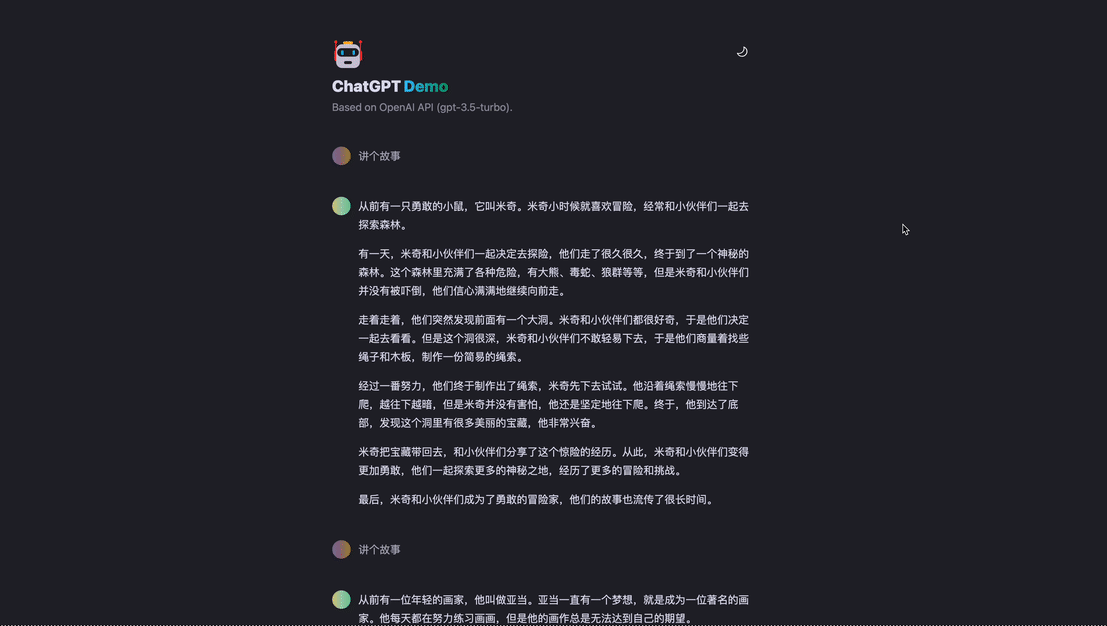 ChatGPT Demo
Based on OpenAI API (gpt-3.5-turbo).
讲个故事
从前有一只勇敢的小鼠，它叫米奇。米奇小时候就喜欢冒险，经常和小伙伴们一起去
探索森林。
有一天，米奇和小伙伴们一起决定去探险，他们走了很久很久，终于到了一个神秘的
森林。这个森林里充满了各种危险，有大熊、毒蛇、狼群等等，但是米奇和小伙伴们
并没有被吓倒，他们信心满满地继续向前走。
走着走着，他们突然发现前面有一个大洞。米奇和小伙伴们都很好奇，于是他们决定
一起去看看。但是这个洞很深，米奇和小伙伴们不敢轻易下去，于是他们商量着找些
绳子和木板，制作一份简易的绳索。
经过一番努力，他们终于制作出了绳索，米奇先下去试试。他沿着绳索慢慢地往下
爬，越往下越暗，但是米奇并没有害怕，他还是坚定地往下爬。终于，他到达了底
部，发现这个洞里有很多美丽的宝藏，他非常兴奋。
米奇把宝藏带回去，和小伙伴们分享了这个惊险的经历。从此，米奇和小伙伴们变得
更加勇敢，他们一起探索更多的神秘之地，经历了更多的冒险和挑战。
最后，米奇和小伙伴们成为了勇敢的冒险家，他们的故事也流传了很长时间。
讲个故事
从前有一位年轻的画家，他叫做亚当。亚当一直有一个梦想，就是成为一位著名的画
家。他每天都在努力练习画画，但是他的画作总是无法达到自己的期望。